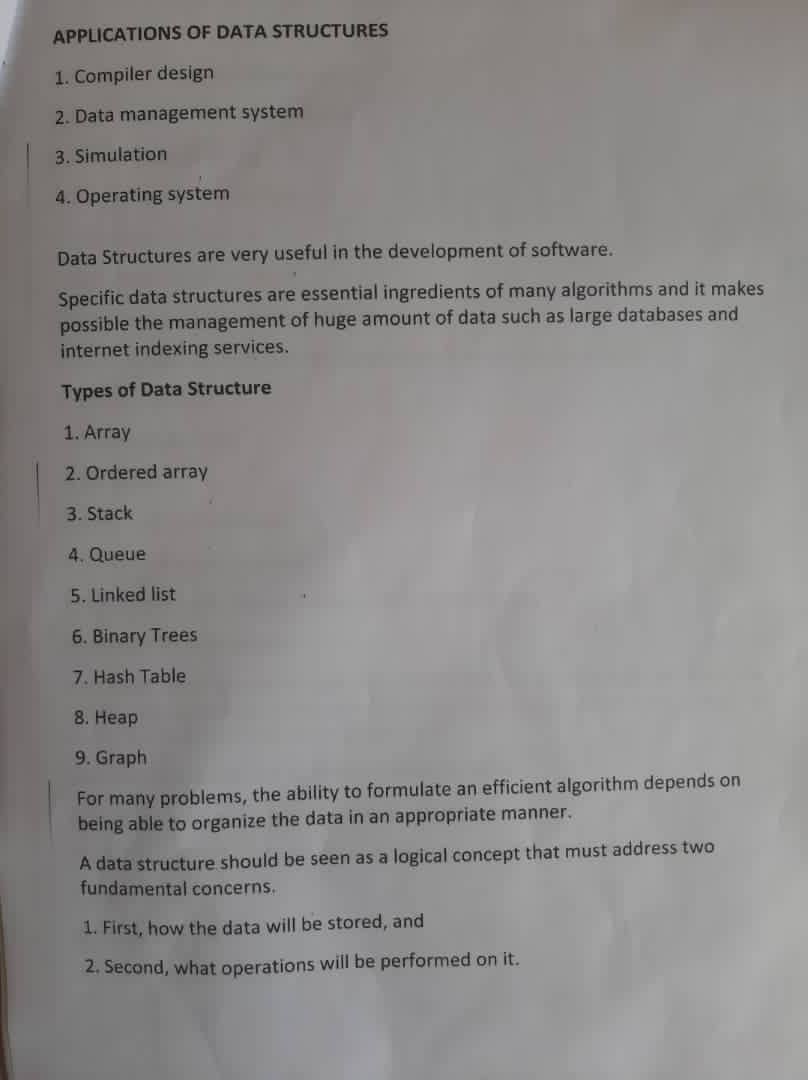 APPLICATIONS OF DATA STRUCTURES
1. Compiler design
2. Data management system
3. Simulation
4. Operating system
Data Structures are very useful in the development of software.
Specific data structures are essential ingredients of many algorithms and it makes
possible the management of huge amount of data such as large databases and
internet indexing services.
Types of Data Structure
1. Array
2. Ordered array
3. Stack
4. Queue
5. Linked list
6. Binary Trees
7. Hash Table
8. Heap
9. Graph
For many problems, the ability to formulate an efficient algorithm depends on
being able to organize the data in an appropriate manner.
A data structure should be seen as a logical concept that must address two
fundamental concerns.
1. First, how the data will be stored, and
2. Second, what operations will be performed on it.